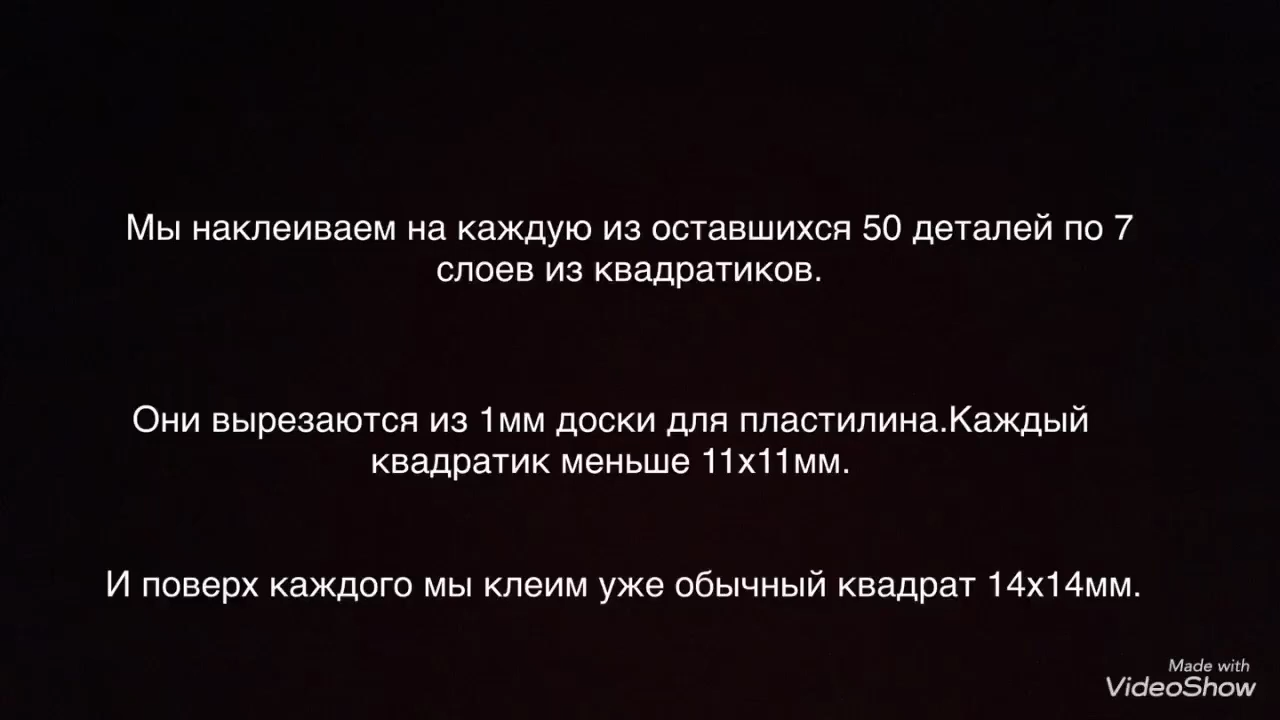 Мы наклеиваем на каждую из оставшихся 50 деталей по 7
слоев из квадратиков.
Они вырезаются из 1мм доски для пластилина.Каждый
квадратик меньше 11х11мм.
И поверх каждого мы клеим уже обычный квадрат 14х14мм.
Made with
VideoShow